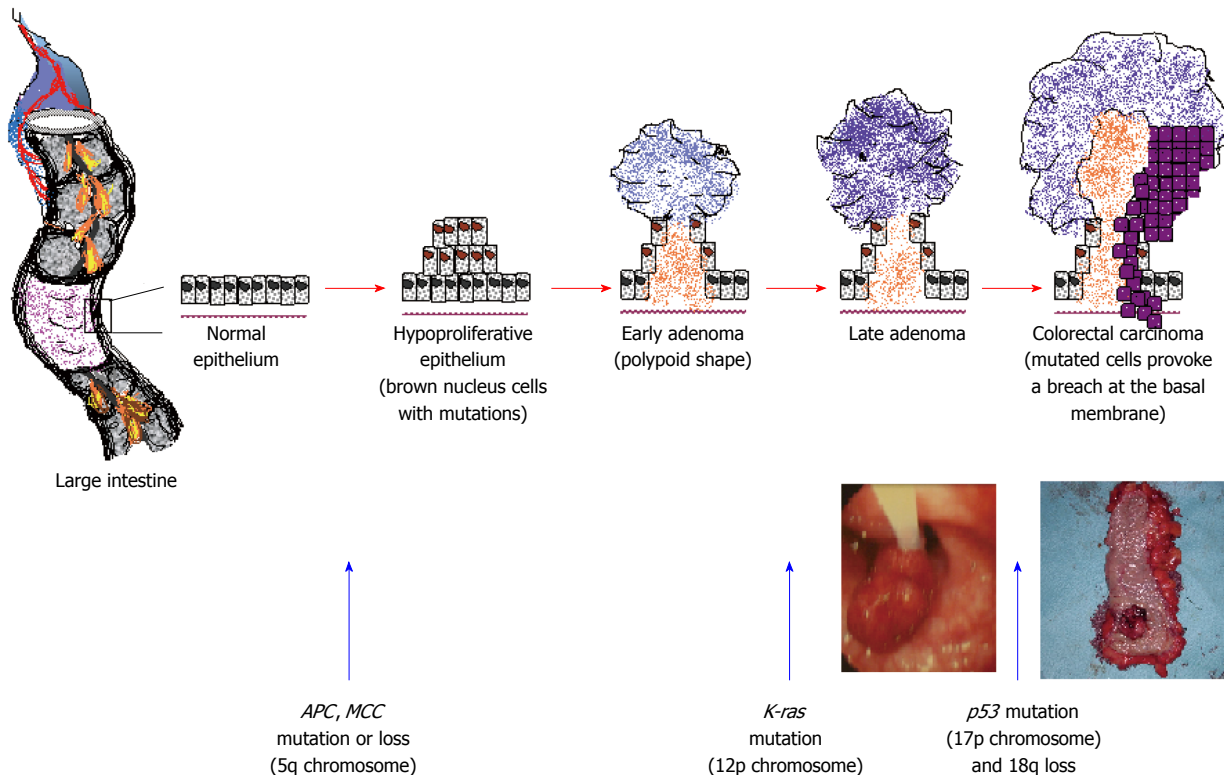 Normal
epithelium
Hypoproliferative
epithelium
(brown nucleus cells
with mutations)
Early adenoma
(polypoid shape)
Late adenoma
Colorectal carcinoma
(mutated cells provoke
a breach at the basal
membrane)
Large intestine
APC, MCC
mutation or loss
(5q chromosome)
K-ras
mutation
(12p chromosome)
p53 mutation
(17p chromosome)
and 18q loss